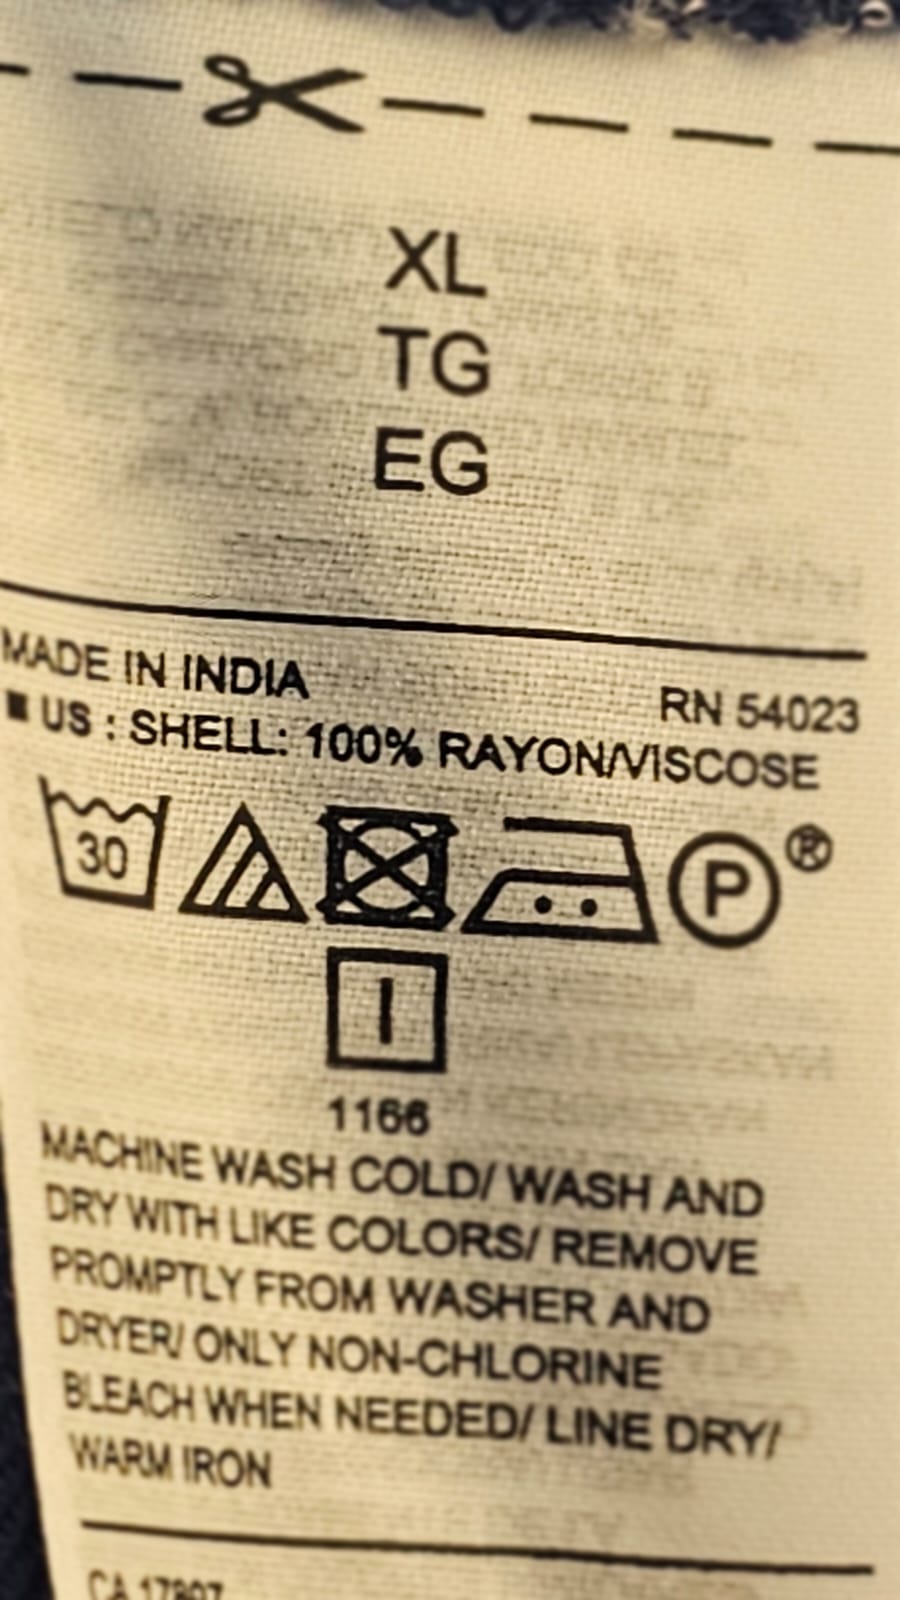 XL
TG
EG
MADE IN INDIA
RN 54023
US : SHELL: 100% RAYON/VISCOSE
30
P ®
I
1166
MACHINE WASH COLD/ WASH AND
DRY WITH LIKE COLORS/ REMOVE
PROMPTLY FROM WASHER AND
DRYER/ ONLY NON-CHLORINE
BLEACH WHEN NEEDED/ LINE DRY/
WARM IRON
CA 17897